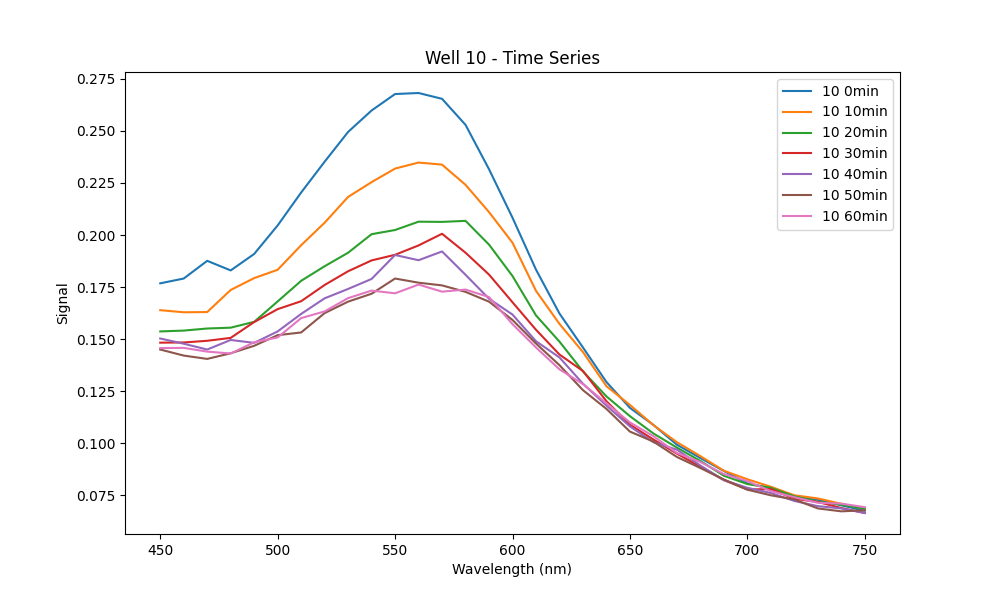 Well 10 - Time Series
0.275
0.250
0.225
0.200
0.175
0.150
0.125
0.100
0.075
Signal
10 0min
10 10min
10 20min
10 30min
10 40min
10 50min
10 60min
450 500 550 600 650 700 750
Wavelength (nm)